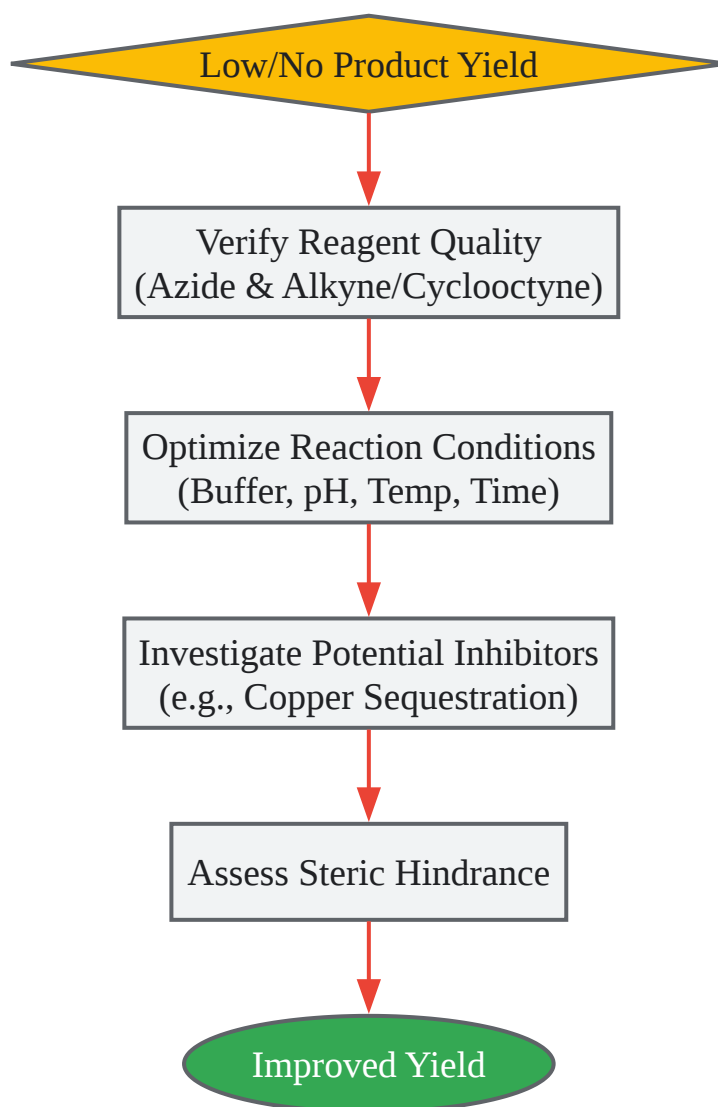 Low/No Product Yield
Verify Reagent Quality
(Azide & Alkyne/Cyclooctyne)
Optimize Reaction Conditions
(Buffer, pH, Temp, Time)
Investigate Potential Inhibitors
(e.g., Copper Sequestration)
Assess Steric Hindrance
Improved Yield